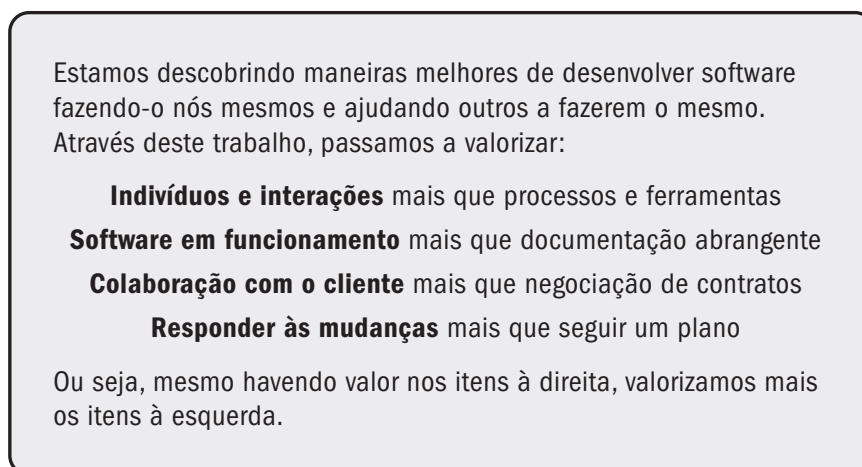 Estamos descobrindo maneiras melhores de desenvolver software
fazendo-o nós mesmos e ajudando outros a fazerem o mesmo.
Através deste trabalho, passamos a valorizar:
Indivíduos e interações mais que processos e ferramentas
Software em funcionamento mais que documentação abrangente
Colaboração com o cliente mais que negociação de contratos
Responder às mudanças mais que seguir um plano
Ou seja, mesmo havendo valor nos itens à direita, valorizamos mais
os itens à esquerda.